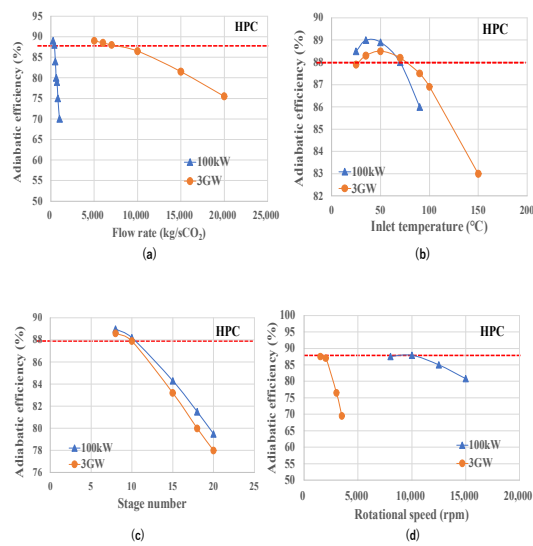 HPC
Adiabatic efficiency (%)
95
90
85
80
75
70
65
60
55
50
100kW
3GW
0
5,000
10,000
15,000
20,000
25,000
Flow rate (kg/sCO₂)
(a)
HPC
Adiabatic efficiency (%)
89
88
88
87
86
85
84
83
82
100kW
3GW
0
50
100
150
200
Inlet temperature (℃)
(b)
HPC
Adiabatic efficiency (%)
90
88
86
84
82
80
78
76
100kW
3GW
0
5
10
15
20
25
Stage number
(c)
HPC
Adiabatic efficiency (%)
100
95
90
85
80
75
70
65
60
55
50
100kW
3GW
0
5,000
10,000
15,000
20,000
Rotational speed (rpm)
(d)